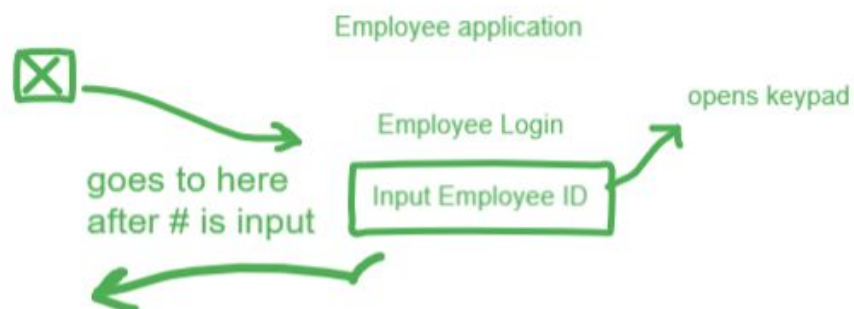 Employee application
opens keypad
Employee Login
goes to here
after # is input
Input Employee ID